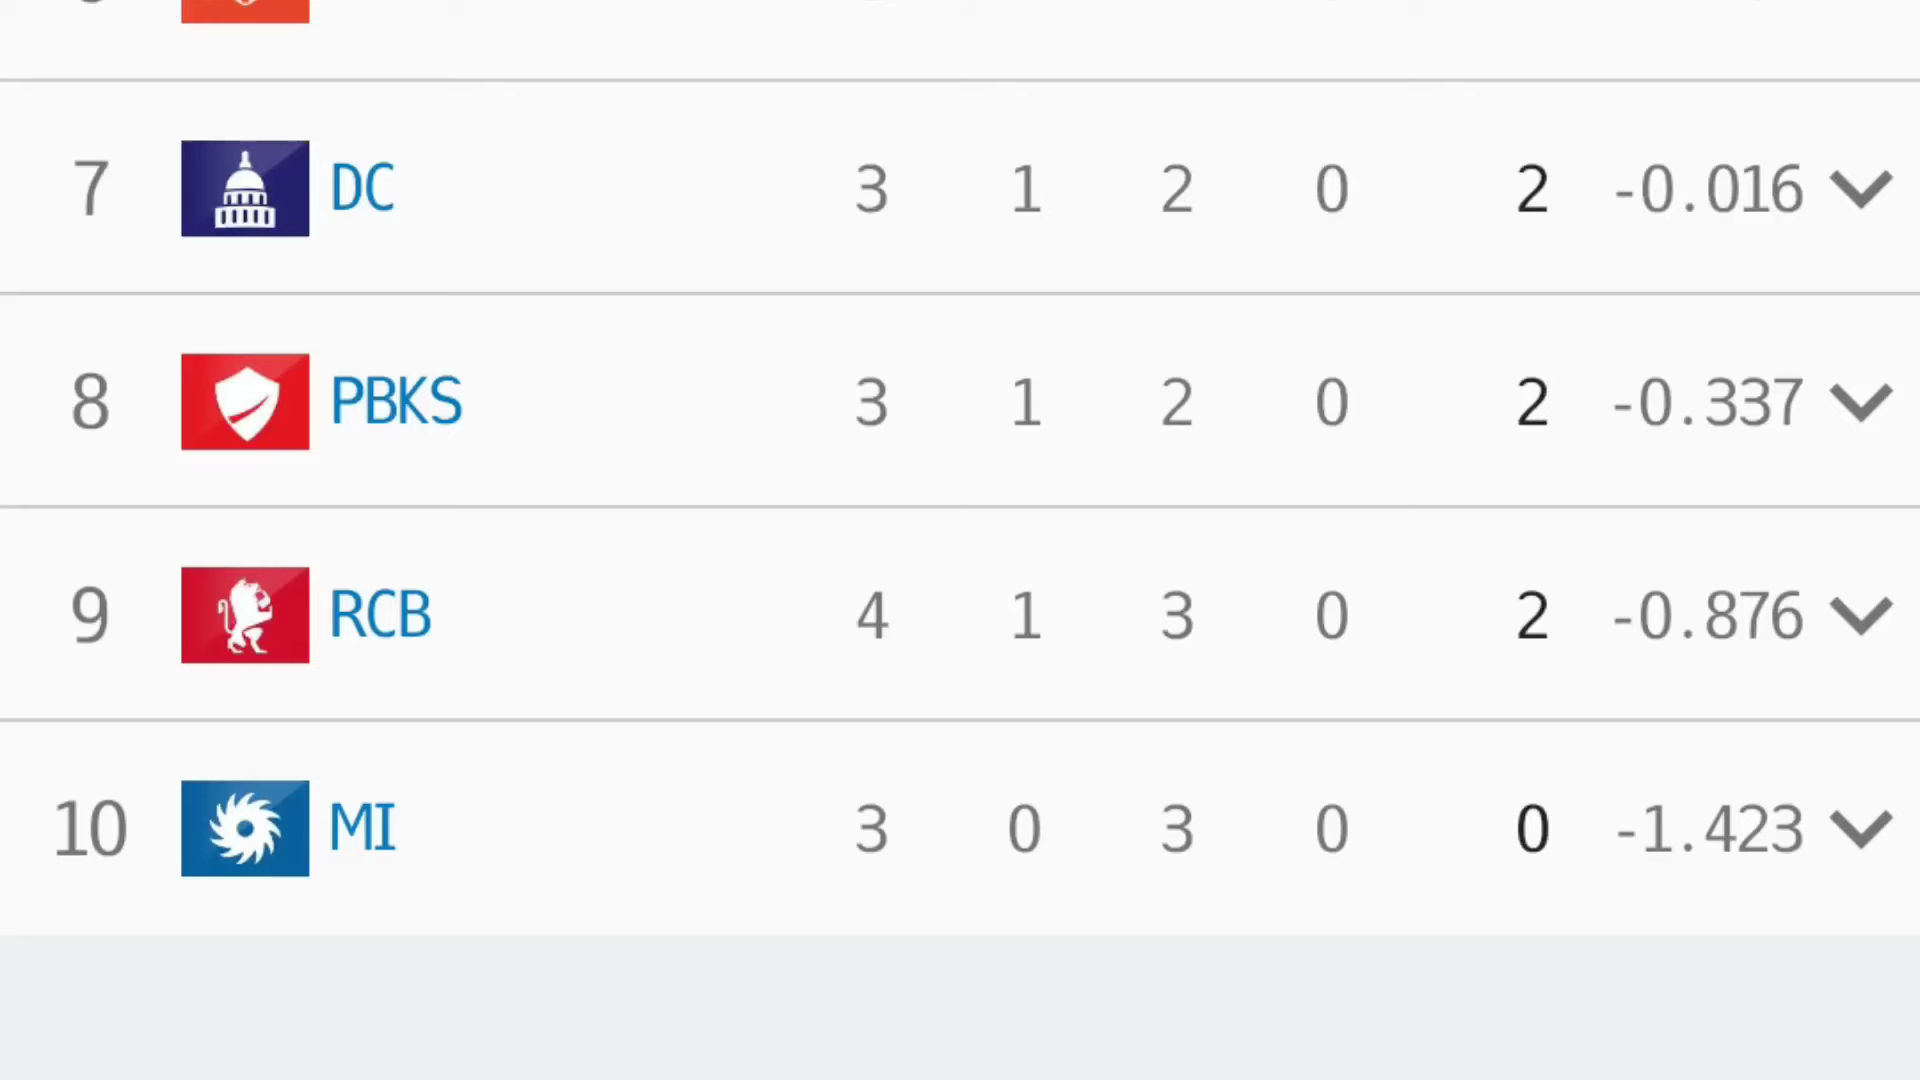 7 DC 3 1 2 0 2 -0.016
8 PBKS 3 1 2 0 2 -0.337
9 RCB 4 1 3 0 2 -0.876
10 MI 3 0 3 0 0 -1.423